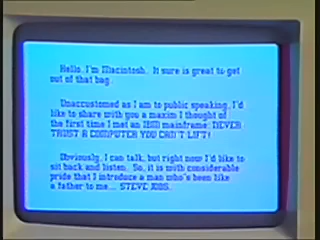 Hello, I'm Macintosh. It sure is great to get
out of that bag.
Unaccustomed as I am to public speaking, I'd
like to share with you a maxim I thought of
the first time I met an IBM mainframe: NEVER
TRUST A COMPUTER YOU CAN'T LIFT!
Obviously, I can talk, but right now I'd like to
sit back and listen. So, it is with considerable
pride that I introduce a man who's been like
a father to me... STEVE JOBS.